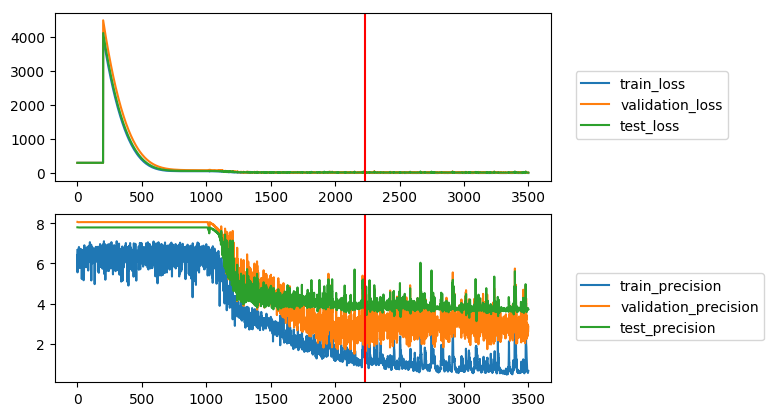 4000
3000
2000
1000
0
0 500 1000 1500 2000 2500 3000 3500
train_loss
validation_loss
test_loss
8
6
4
2
0 500 1000 1500 2000 2500 3000 3500
train_precision
validation_precision
test_precision